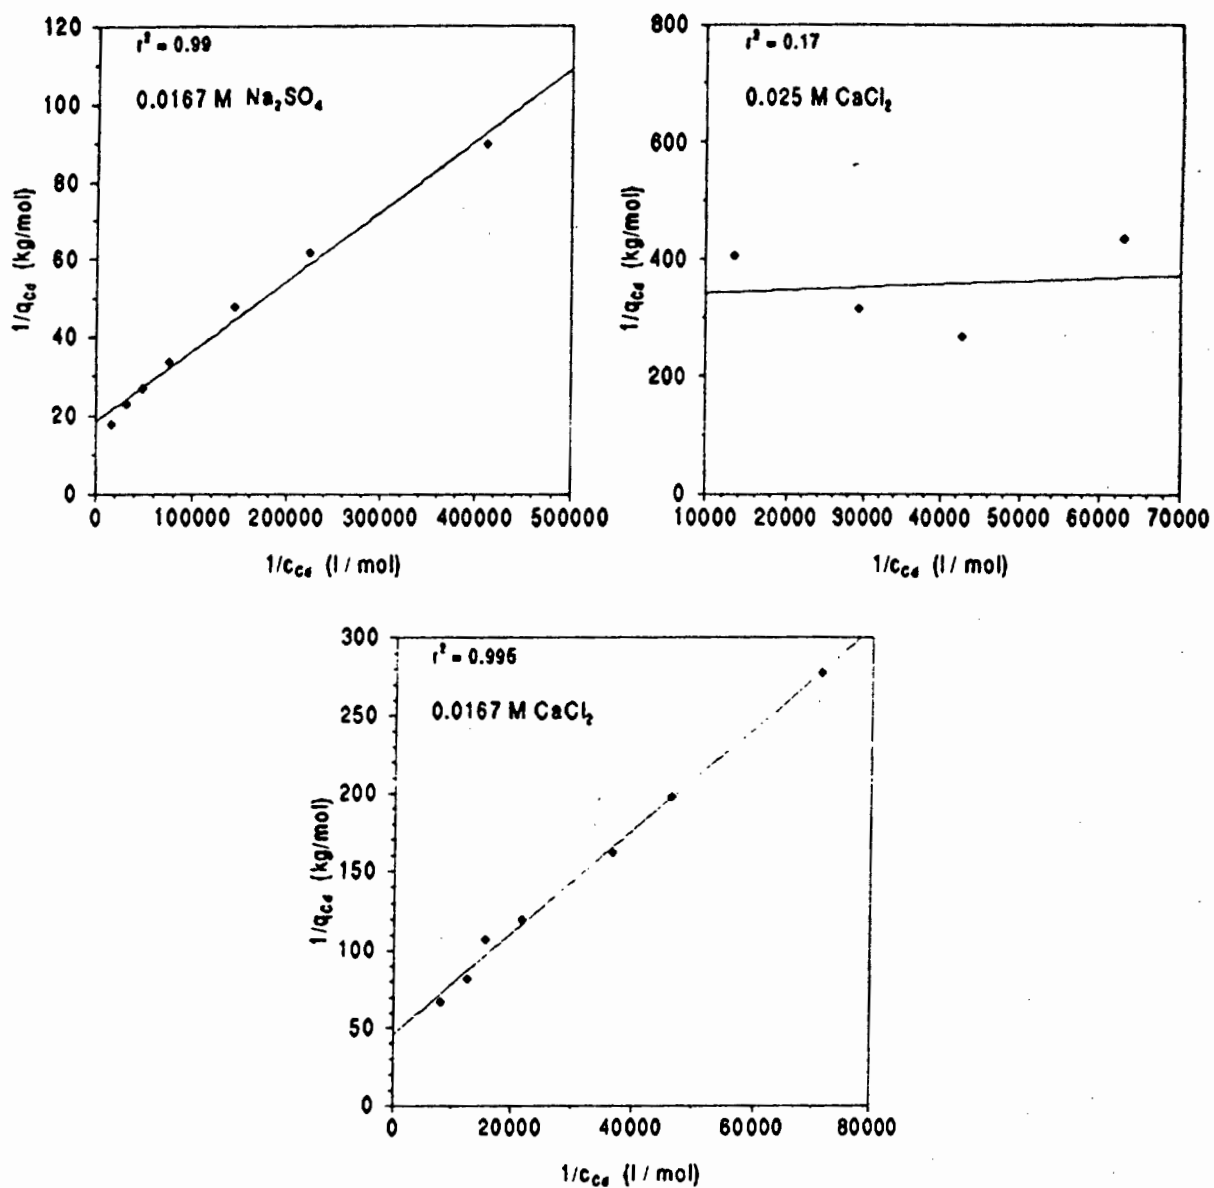 120
r² = 0.99
0.0167 M Na₂SO₄
100
80
60
40
20
0
1/q_Cd (kg/mol)
0 100000 200000 300000 400000 500000
1/c_Cd (l / mol)
800
r² = 0.17
0.025 M CaCl₂
600
400
200
0
1/q_Cd (kg/mol)
10000 20000 30000 40000 50000 60000 70000
1/c_Cd (l / mol)
300
r² = 0.995
0.0167 M CaCl₂
250
200
150
100
50
0
1/q_Cd (kg/mol)
0 20000 40000 60000 80000
1/c_Cd (l / mol)